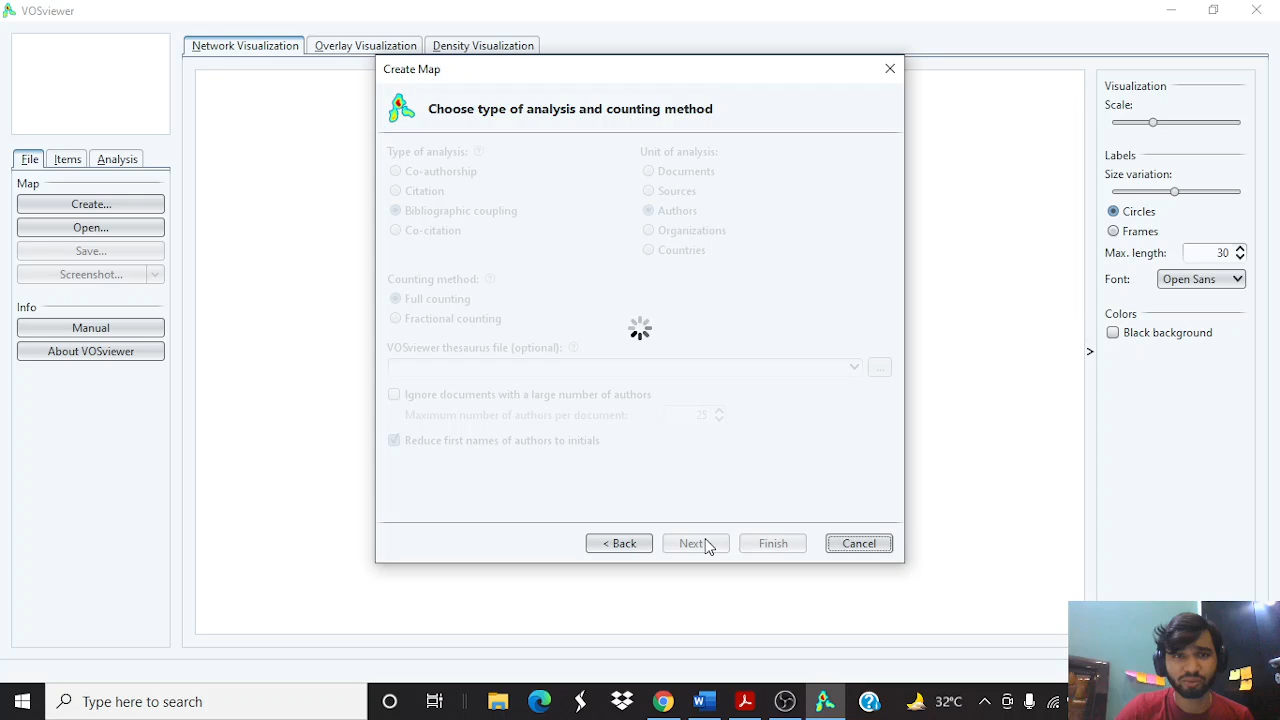 VOSviewer
Network Visualization
Overlay Visualization
Density Visualization
File
Items
Analysis
Map
Create...
Open...
Save...
Screenshot...
Info
Manual
About VOSviewer
Create Map
Choose type of analysis and counting method
Type of analysis:
Co-authorship
Citation
Bibliographic coupling
Co-citation
Unit of analysis:
Documents
Sources
Authors
Organizations
Countries
Counting method:
Full counting
Fractional counting
VOSviewer thesaurus file (optional):
...
Ignore documents with a large number of authors
Maximum number of authors per document: 25
Reduce first names of authors to initials
< Back
Next
Finish
Cancel
Visualization
Scale:
Labels
Size variation:
Circles
Frames
Max. length: 30
Font: Open Sans
Colors
Black background
>
Type here to search
32°C